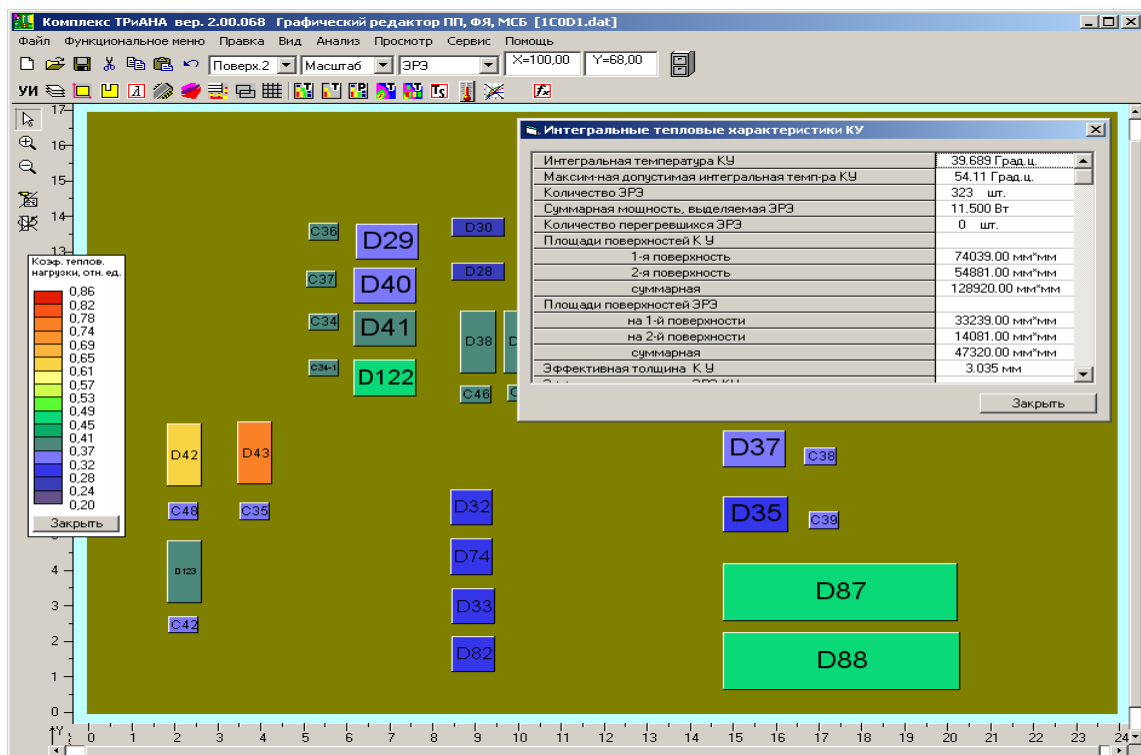 Комплекс ТРиАНА вер. 2.00.068 Графический редактор ПП, ФЯ, МСБ [1C0D1.dat]
Файл Функциональное меню Правка Вид Анализ Просмотр Сервис Помощь
Поверх.2 Масштаб ЭРЭ X=100,00 Y=68,00
УИ
17
16
15
14
13
Интегральные тепловые характеристики КУ
Интегральная температура КУ 39.689 Град.ц.
Максим-ная допустимая интегральная темп-ра КУ 54.11 Град.ц.
Количество ЭРЭ 323 шт.
Суммарная мощность, выделяемая ЭРЭ 11.500 Вт
Количество перегревшихся ЭРЭ 0 шт.
Площади поверхностей К У
1-я поверхность 74039.00 мм*мм
2-я поверхность 54881.00 мм*мм
суммарная 128920.00 мм*мм
Площади поверхностей ЭРЭ
на 1-й поверхности 33239.00 мм*мм
на 2-й поверхности 14081.00 мм*мм
суммарная 47320.00 мм*мм
Эффективная толщина К У 3.035 мм
Закрыть
Коэф. теплов.
нагрузки, отн. ед.
0,86
0,82
0,78
0,74
0,69
0,65
0,61
0,57
0,53
0,49
0,45
0,41
0,37
0,32
0,28
0,24
0,20
Закрыть
C36 D29 D30
C37 D40 D28
C34 D41 D38
C34-1 D122 C46
D42 D43 D37 C38
C48 C35 D32 D35 C39
D123 D74 D87
C42 D33
D82 D88
4
3
2
1
0
Y
0 1 2 3 4 5 6 7 8 9 10 11 12 13 14 15 16 17 18 19 20 21 22 23 24